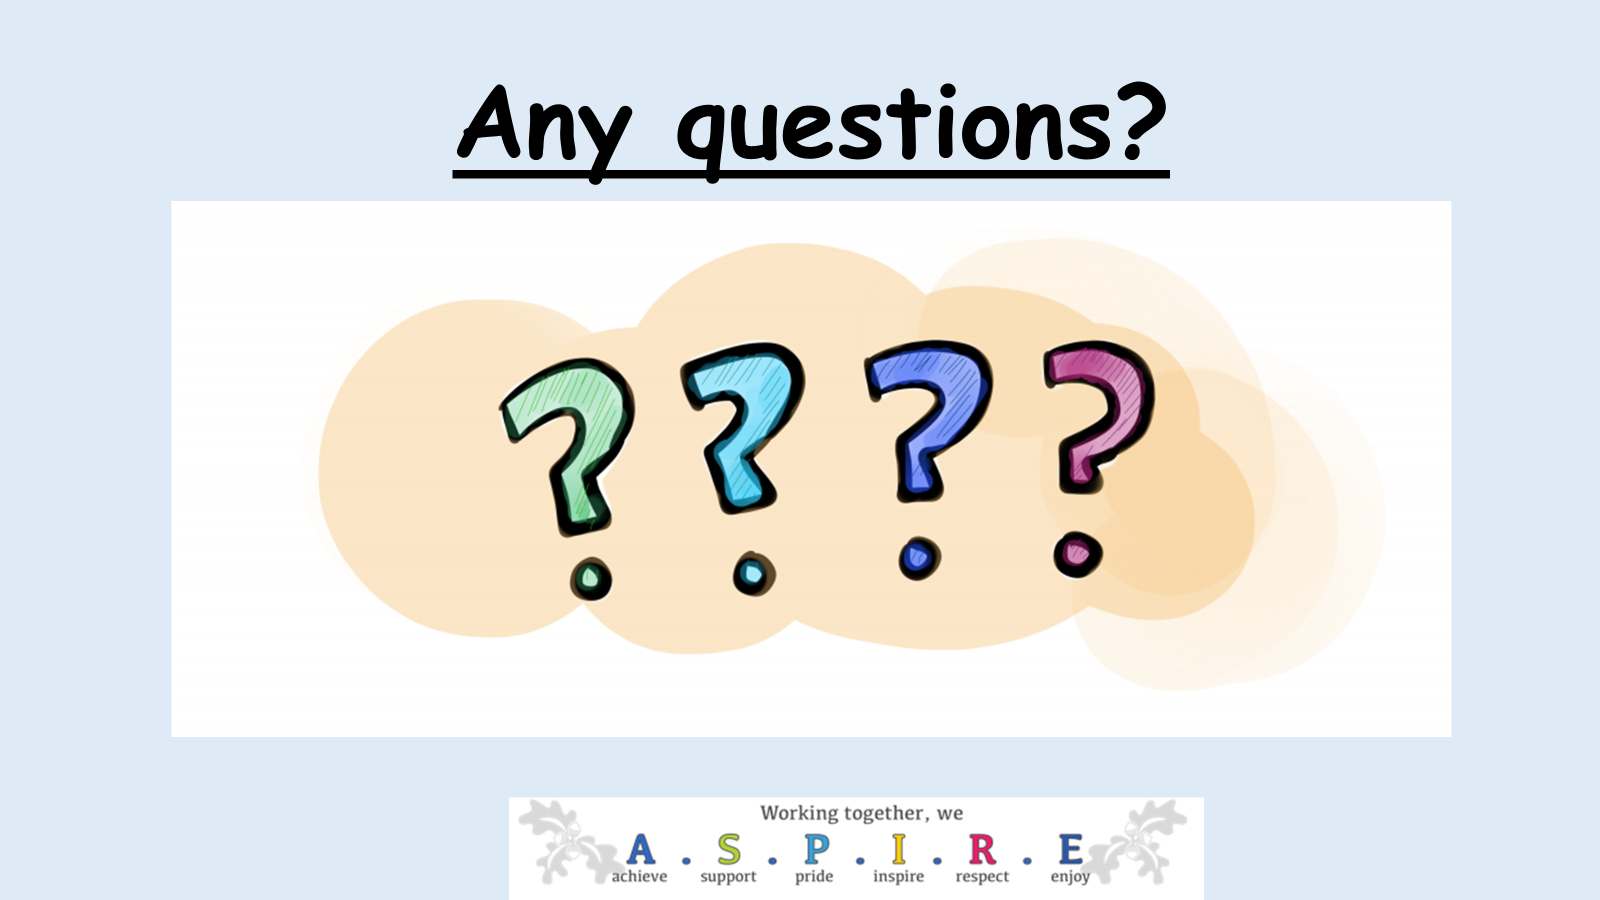 Any questions?
? ? ? ?
Working together, we
A . S . P . I . R . E
achieve support pride inspire respect enjoy